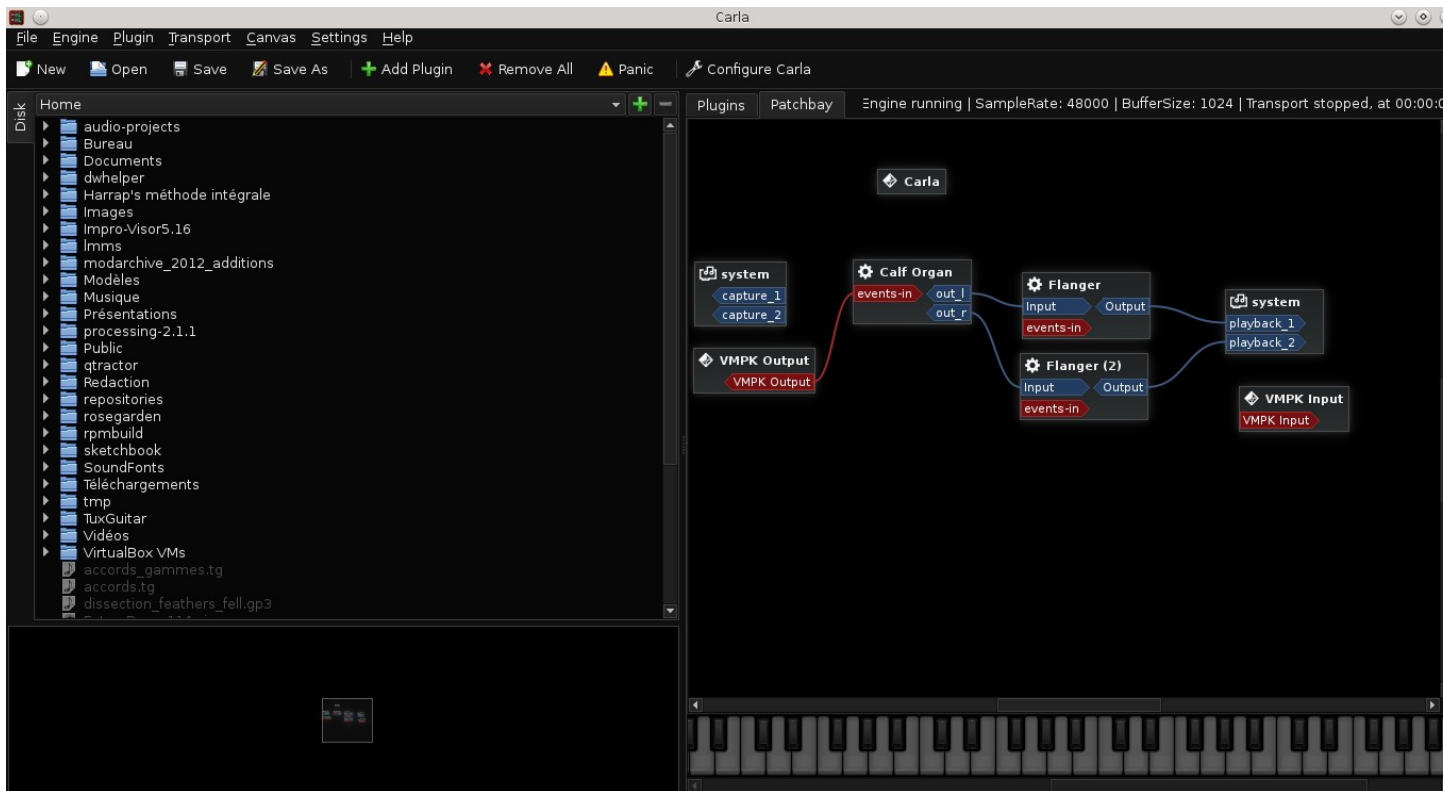 Carla
File Engine Plugin Transport Canvas Settings Help
New Open Save Save As Add Plugin Remove All Panic Configure Carla
Disk
Home
audio-projects
Bureau
Documents
dwhelper
Harrap's méthode intégrale
Images
Impro-Visor5.16
lmms
modarchive_2012_additions
Modèles
Musique
Présentations
processing-2.1.1
Public
qtractor
Redaction
repositories
rosegarden
rpmbuild
sketchbook
SoundFonts
Téléchargements
tmp
TuxGuitar
Vidéos
VirtualBox VMs
accords_gammes.tg
accords.tg
dissection_feathers_fell.gp3
Plugins Patchbay Engine running | SampleRate: 48000 | BufferSize: 1024 | Transport stopped, at 00:00:0
Carla
system
capture_1
capture_2
VMPK Output
VMPK Output
Calf Organ
events-in out_l
out_r
Flanger
Input Output
events-in
Flanger (2)
Input Output
events-in
system
playback_1
playback_2
VMPK Input
VMPK Input